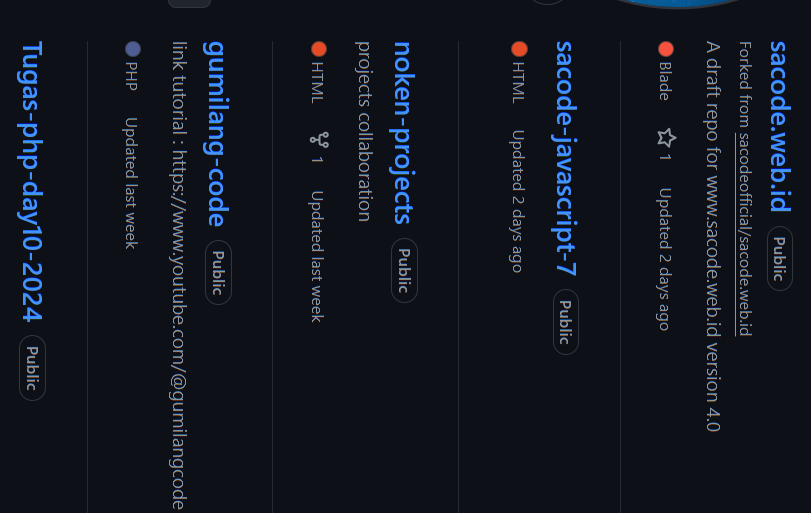 sacode.web.id Public
Forked from sacodeofficial/sacode.web.id
A draft repo for www.sacode.web.id version 4.0
Blade 1 Updated 2 days ago
sacode-javascript-7 Public
HTML Updated 2 days ago
noken-projects Public
projects collaboration
HTML 1 Updated last week
gumilang-code Public
link tutorial : https://www.youtube.com/@gumilangcode
PHP Updated last week
Tugas-php-day10-2024 Public